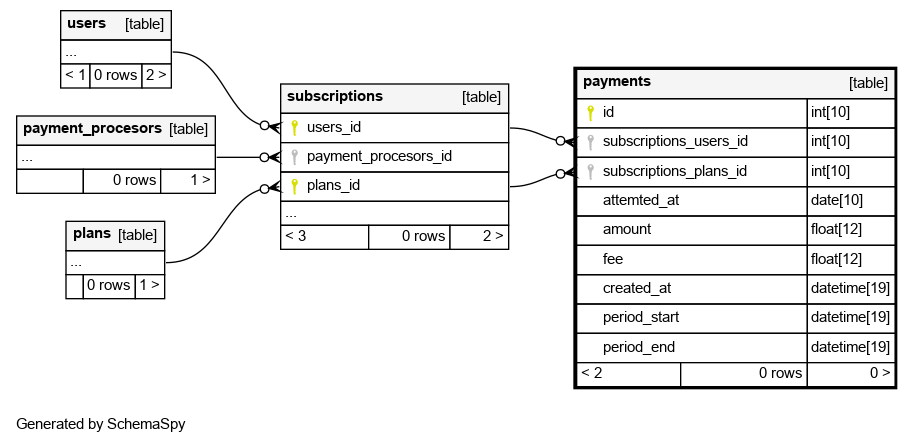 users [table]
...
< 1 0 rows 2 >
payment_procesors [table]
...
0 rows 1 >
plans [table]
...
0 rows 1 >
subscriptions [table]
users_id
payment_procesors_id
plans_id
...
< 3 0 rows 2 >
payments [table]
id int[10]
subscriptions_users_id int[10]
subscriptions_plans_id int[10]
attemted_at date[10]
amount float[12]
fee float[12]
created_at datetime[19]
period_start datetime[19]
period_end datetime[19]
< 2 0 rows 0 >
Generated by SchemaSpy